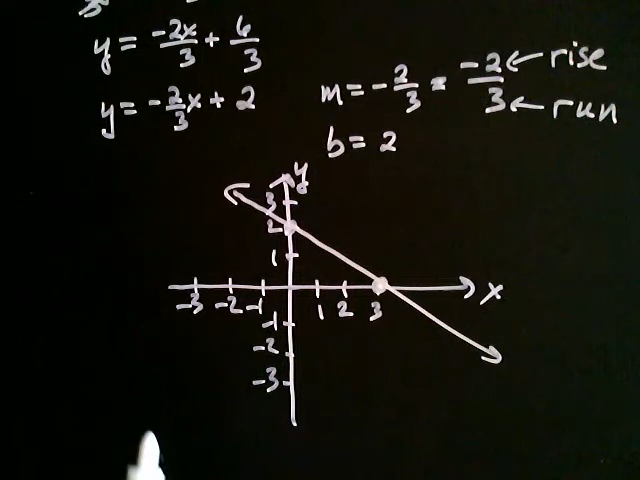 y = -2x/3 + 6/3
y = -2/3x + 2
m = -2/3 = -2/3 ← rise
← run
b = 2
y
3
2
1
-3 -2 -1 1 2 3 x
-1
-2
-3